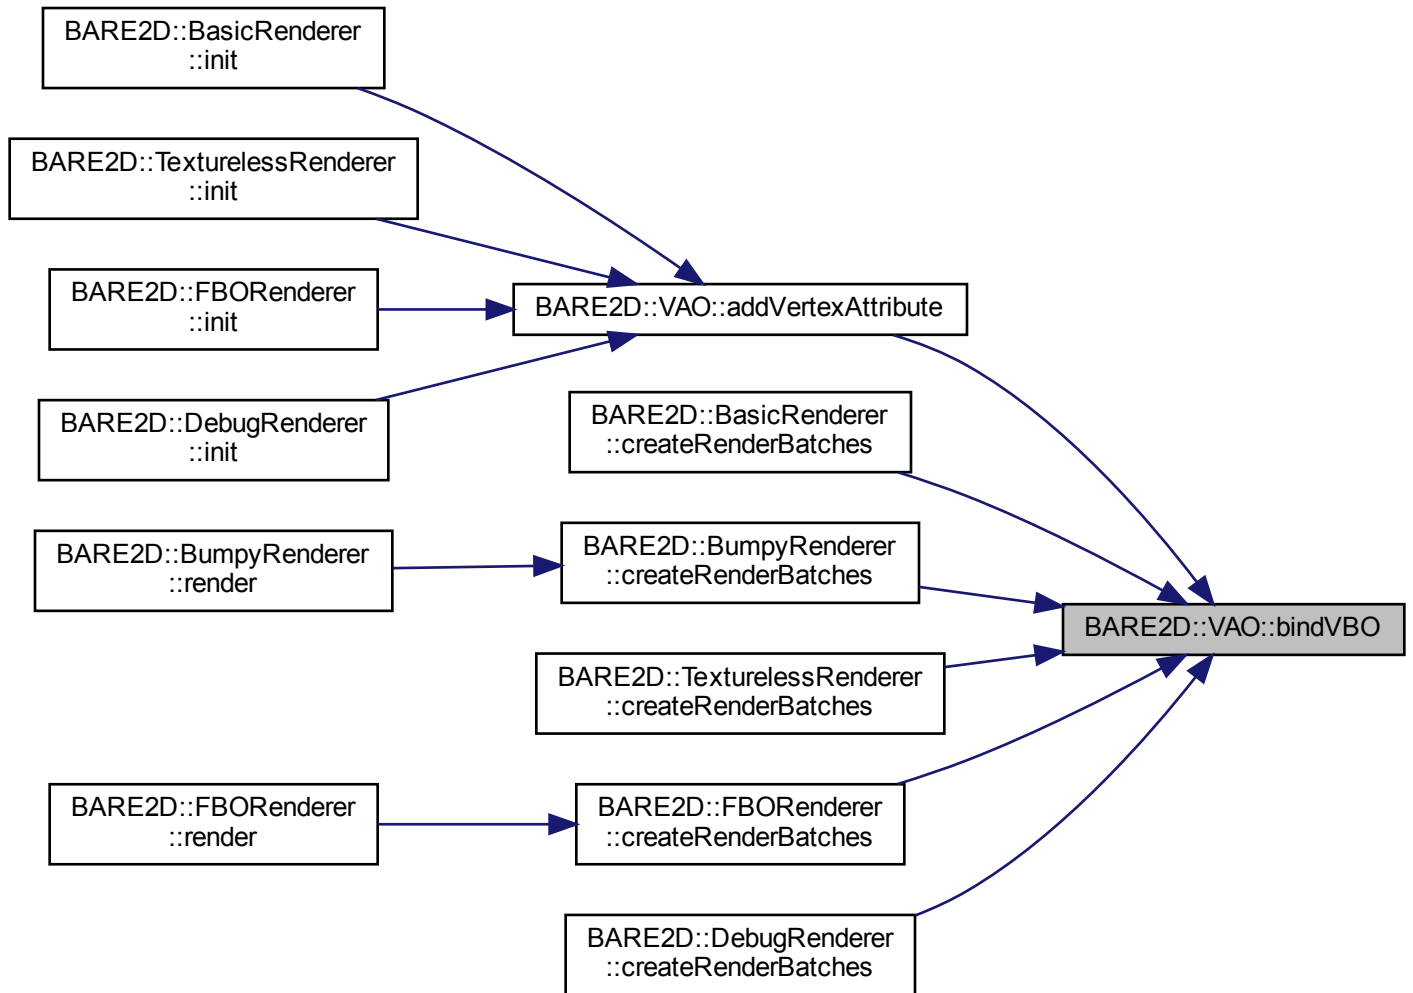 BARE2D::BasicRenderer
::init
BARE2D::TexturelessRenderer
::init
BARE2D::FBORenderer
::init
BARE2D::DebugRenderer
::init
BARE2D::BumpyRenderer
::render
BARE2D::FBORenderer
::render
BARE2D::VAO::addVertexAttribute
BARE2D::BasicRenderer
::createRenderBatches
BARE2D::BumpyRenderer
::createRenderBatches
BARE2D::TexturelessRenderer
::createRenderBatches
BARE2D::FBORenderer
::createRenderBatches
BARE2D::DebugRenderer
::createRenderBatches
BARE2D::VAO::bindVBO